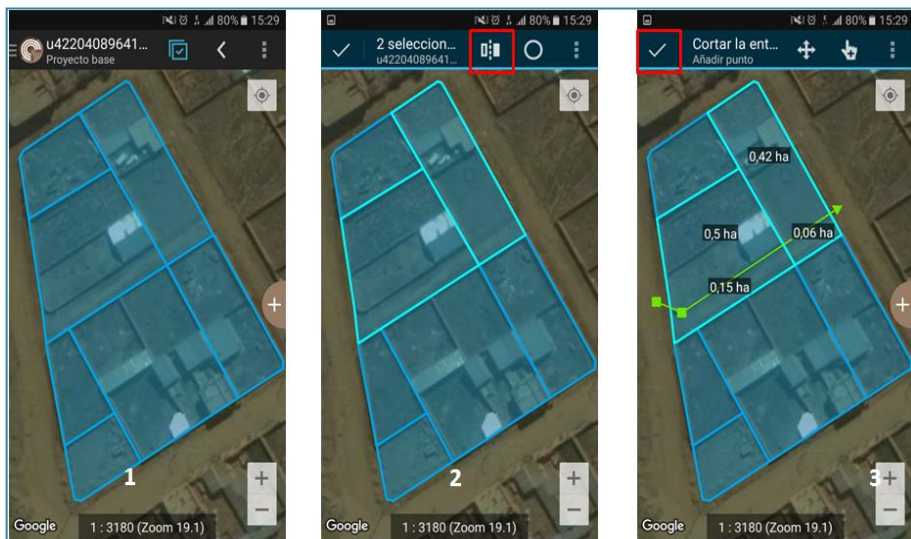 80% 15:29
u42204089641...
Proyecto base
1
+
+
−
Google
1 : 3180 (Zoom 19.1)
80% 15:29
2 seleccion...
u42204089641...
2
+
−
Google
1 : 3180 (Zoom 19.1)
80% 15:29
Cortar la ent...
Añadir punto
0,42 ha
0,5 ha
0,06 ha
0,15 ha
+
3
+
−
Google
1 : 3180 (Zoom 19.1)